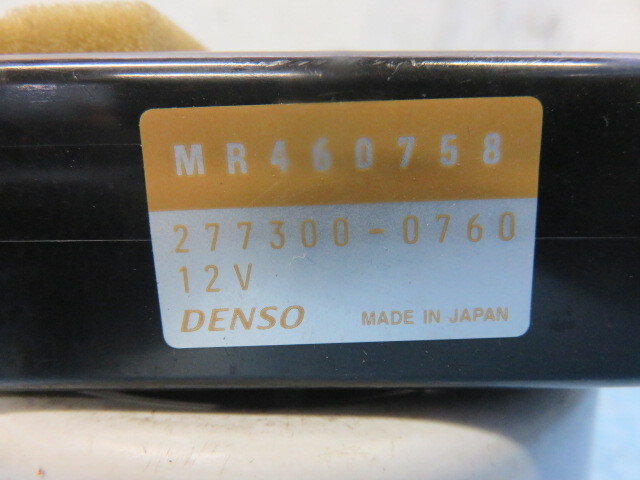 MR460758
277300-0760
12V
DENSO MADE IN JAPAN